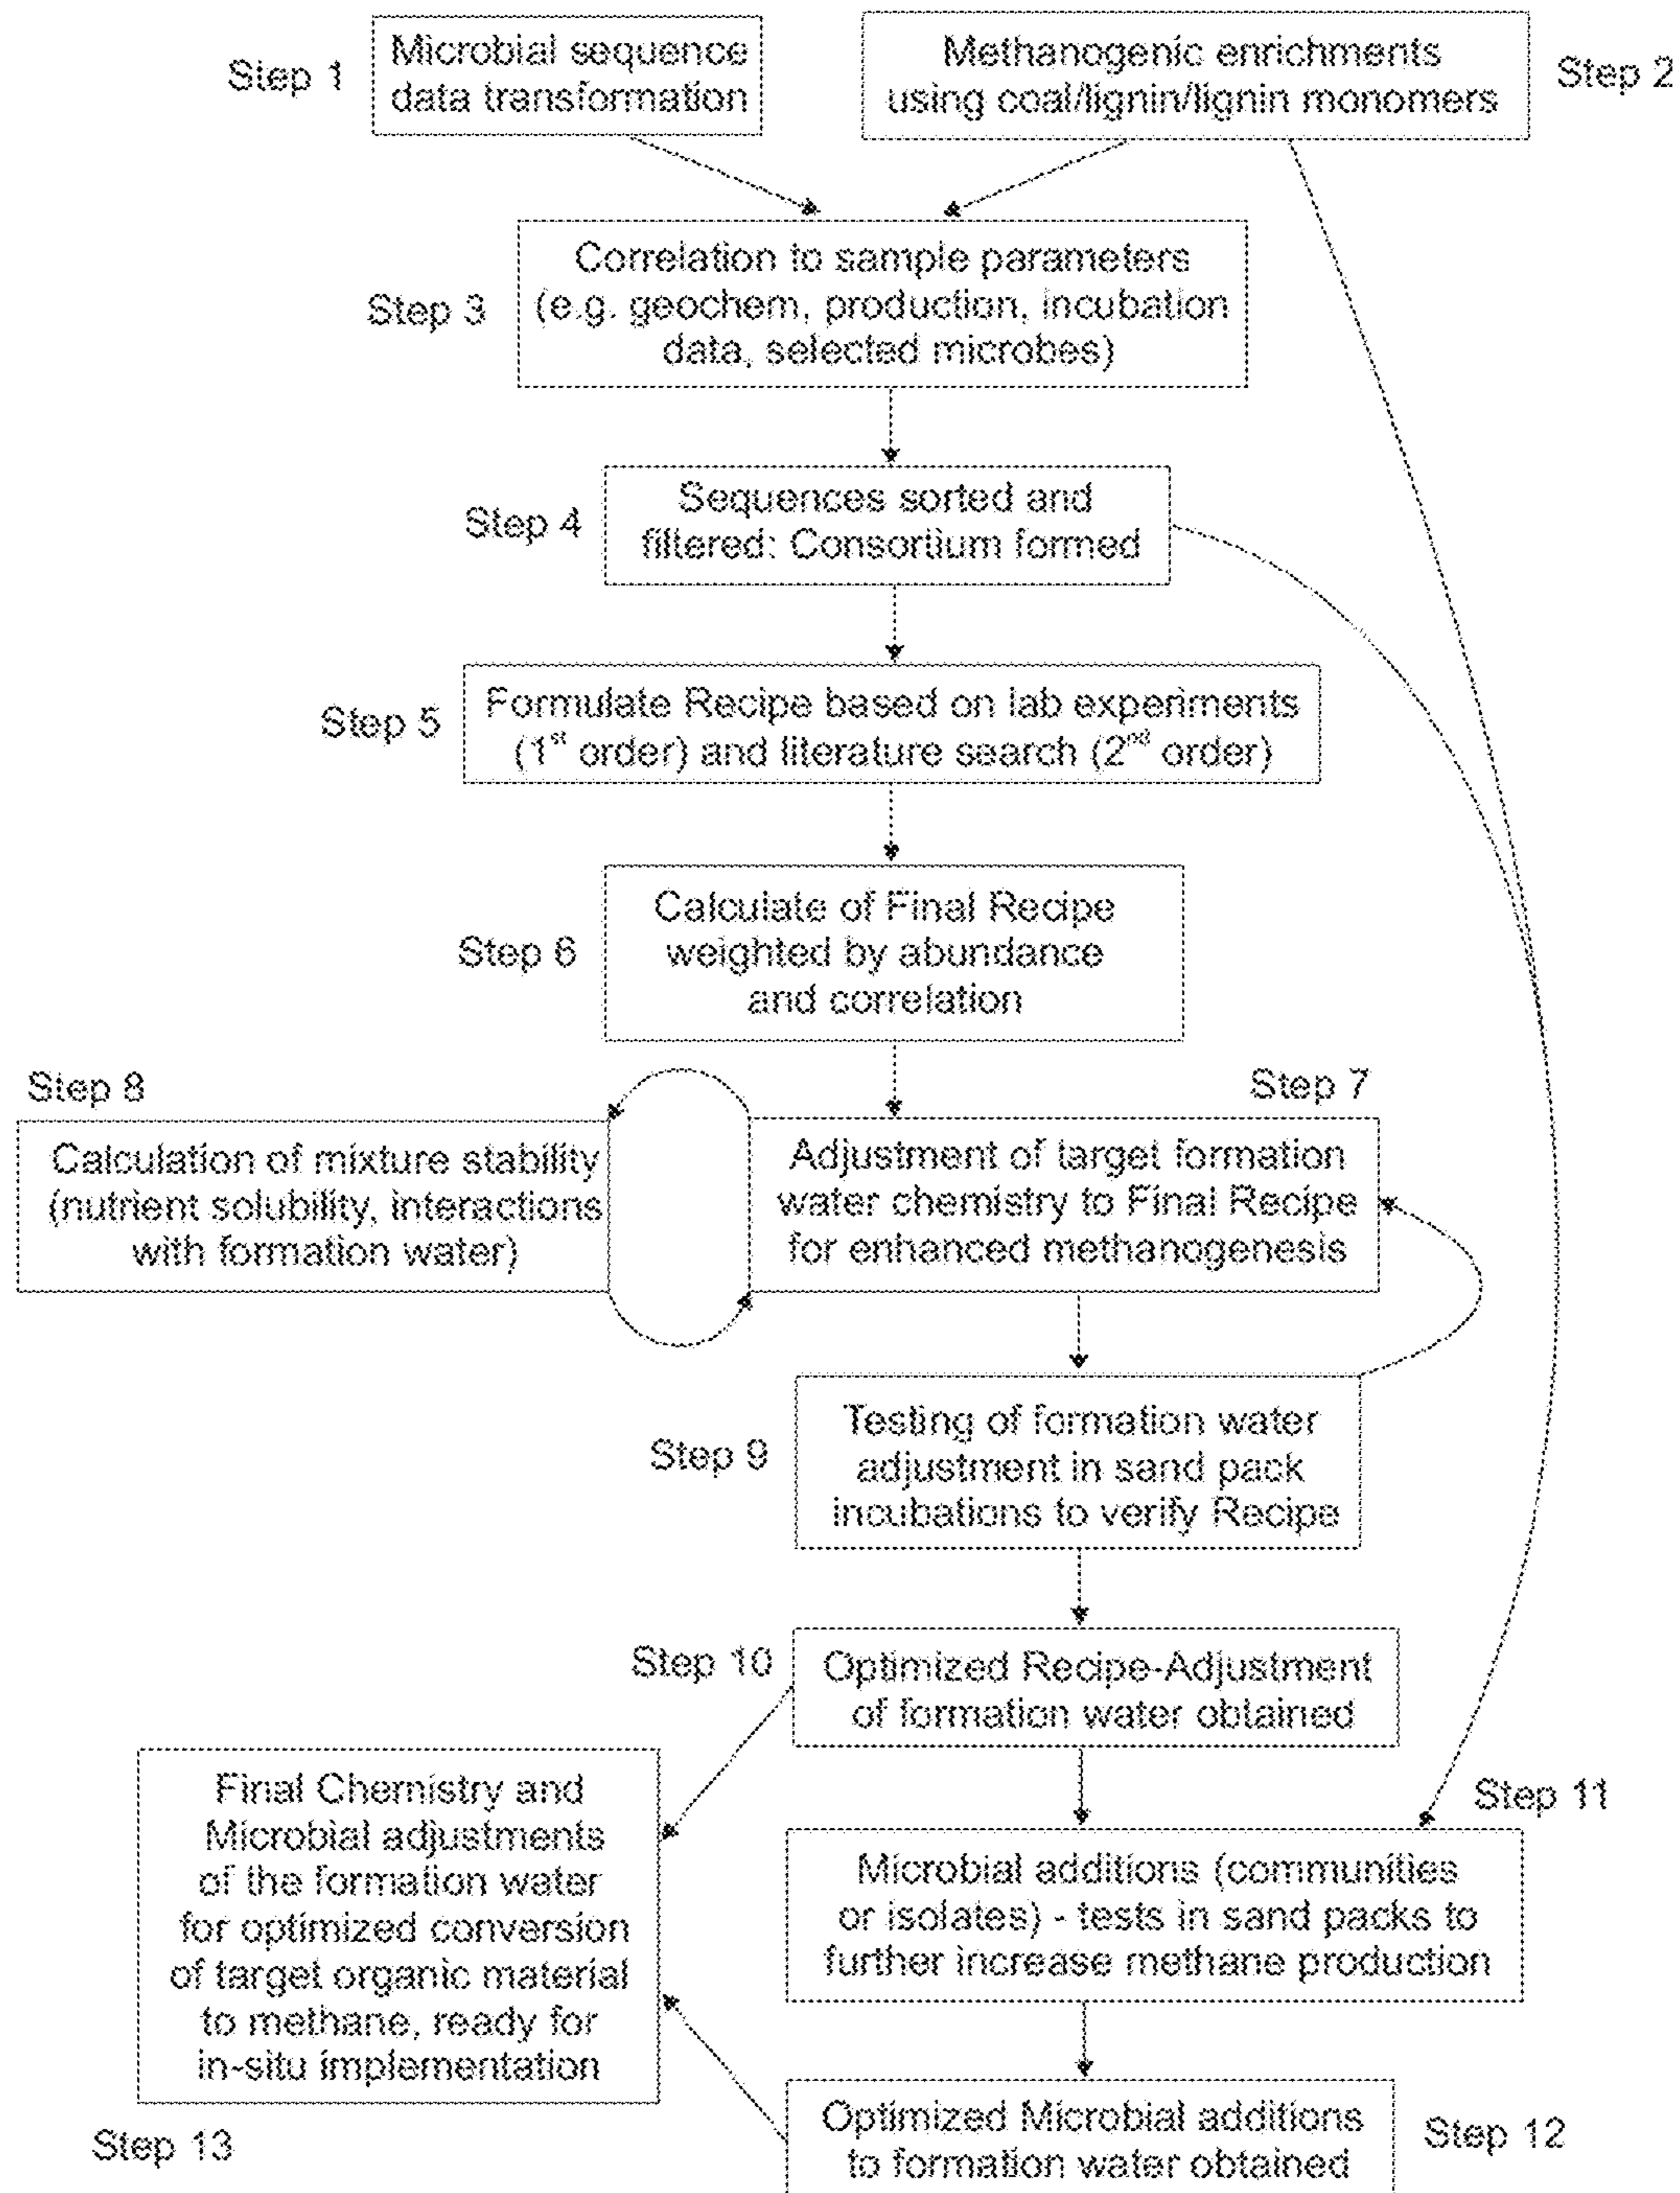 Step 1
Microbial sequence
data transformation
Methanogenic enrichments
using coal/lignin/lignin monomers
Step 2
Step 3
Correlation to sample parameters
(e.g. geochem, production, incubation
data, selected microbes)
Step 4
Sequences sorted and
filtered: Consortium formed
Step 5
Formulate Recipe based on lab experiments
(1st order) and literature search (2nd order)
Step 6
Calculate of Final Recipe
weighted by abundance
and correlation
Step 8
Calculation of mixture stability
(nutrient solubility, interactions
with formation water)
Step 7
Adjustment of target formation
water chemistry to Final Recipe
for enhanced methanogenesis
Step 9
Testing of formation water
adjustment in sand pack
incubations to verify Recipe
Step 10
Optimized Recipe-Adjustment
of formation water obtained
Step 11
Microbial additions (communities
or isolates) - tests in sand packs to
further increase methane production
Step 12
Optimized Microbial additions
to formation water obtained
Final Chemistry and
Microbial adjustments
of the formation water
for optimized conversion
of target organic material
to methane, ready for
in-situ implementation
Step 13